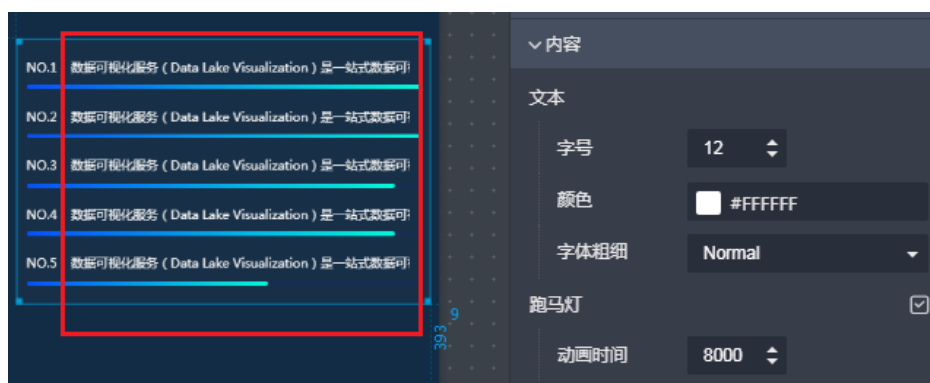 内容
NO.1 数据可视化服务 ( Data Lake Visualization ) 是一站式数据可
NO.2 数据可视化服务 ( Data Lake Visualization ) 是一站式数据可
NO.3 数据可视化服务 ( Data Lake Visualization ) 是一站式数据可
NO.4 数据可视化服务 ( Data Lake Visualization ) 是一站式数据可
NO.5 数据可视化服务 ( Data Lake Visualization ) 是一站式数据可
9
393
文本
字号 12
颜色 #FFFFFF
字体粗细 Normal
跑马灯
动画时间 8000